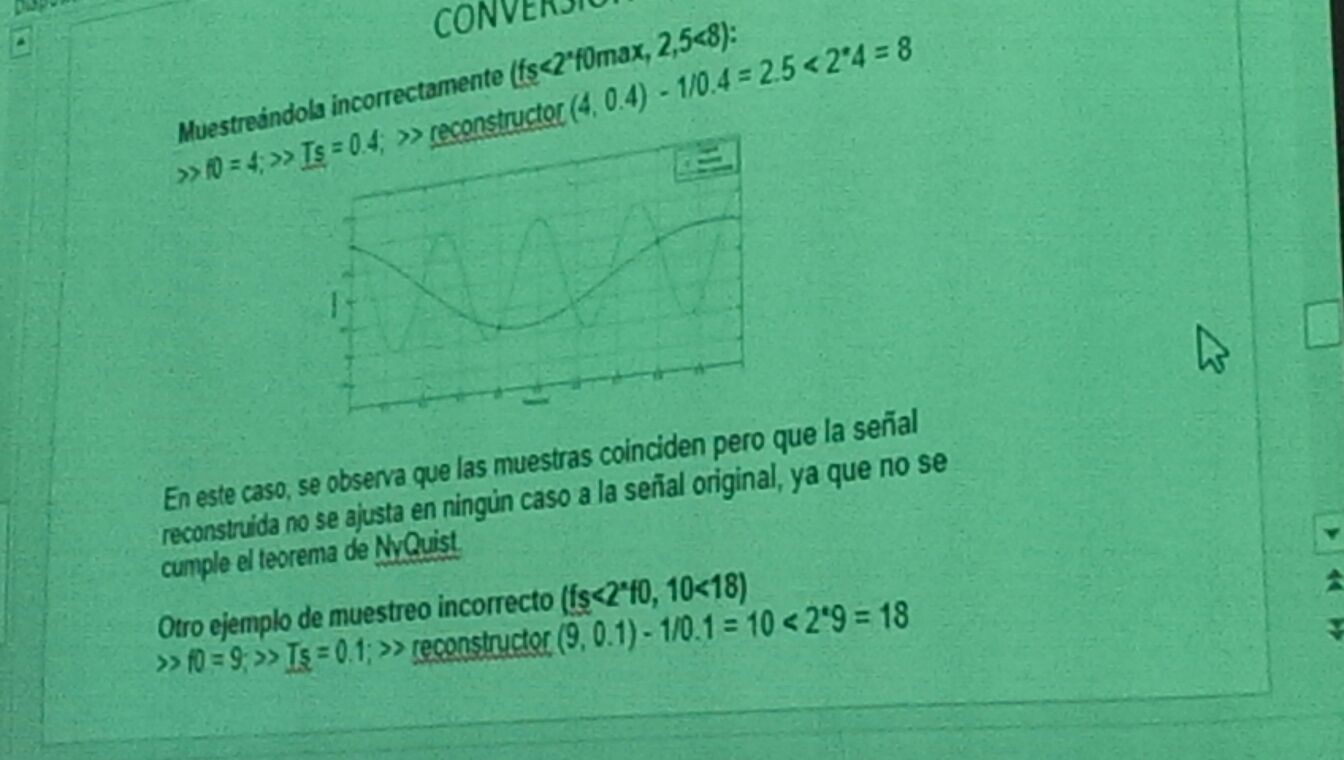 Muestreándola incorrectamente (fs<2*f0max, 2,5<8):
>> f0 = 4; >> Ts = 0.4; >> reconstructor (4, 0.4) - 1/0.4 = 2.5 < 2*4 = 8
En este caso, se observa que las muestras coinciden pero que la señal
reconstruida no se ajusta en ningún caso a la señal original, ya que no se
cumple el teorema de NyQuist.
Otro ejemplo de muestreo incorrecto (fs<2*f0, 10<18)
>> f0 = 9; >> Ts = 0.1; >> reconstructor (9, 0.1) - 1/0.1 = 10 < 2*9 = 18